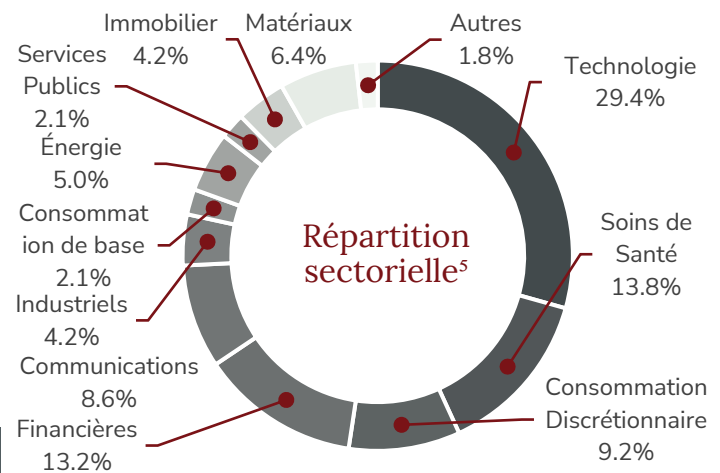 Immobilier
4.2%
Matériaux
6.4%
Autres
1.8%
Technologie
29.4%
Services
Publics
2.1%
Énergie
5.0%
Consommat
ion de base
2.1%
Industriels
4.2%
Communications
8.6%
Financières
13.2%
Répartition
sectorielle⁵
Soins de
Santé
13.8%
Consommation
Discrétionnaire
9.2%